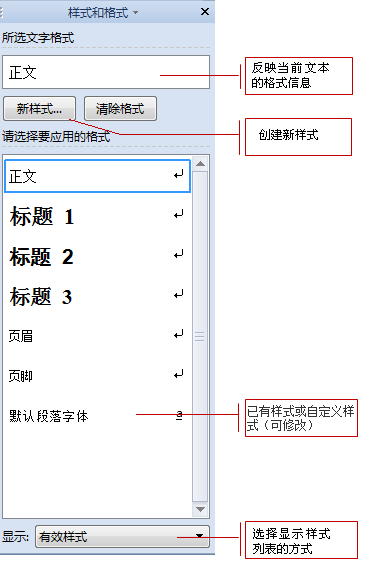 样式和格式
所选文字格式
正文
新样式... 清除格式
请选择要应用的格式
正文
标题 1
标题 2
标题 3
页眉
页脚
默认段落字体 a
显示: 有效样式
反映当前文本
的格式信息
创建新样式
已有样式或自定义样
式（可修改）
选择显示样式
列表的方式